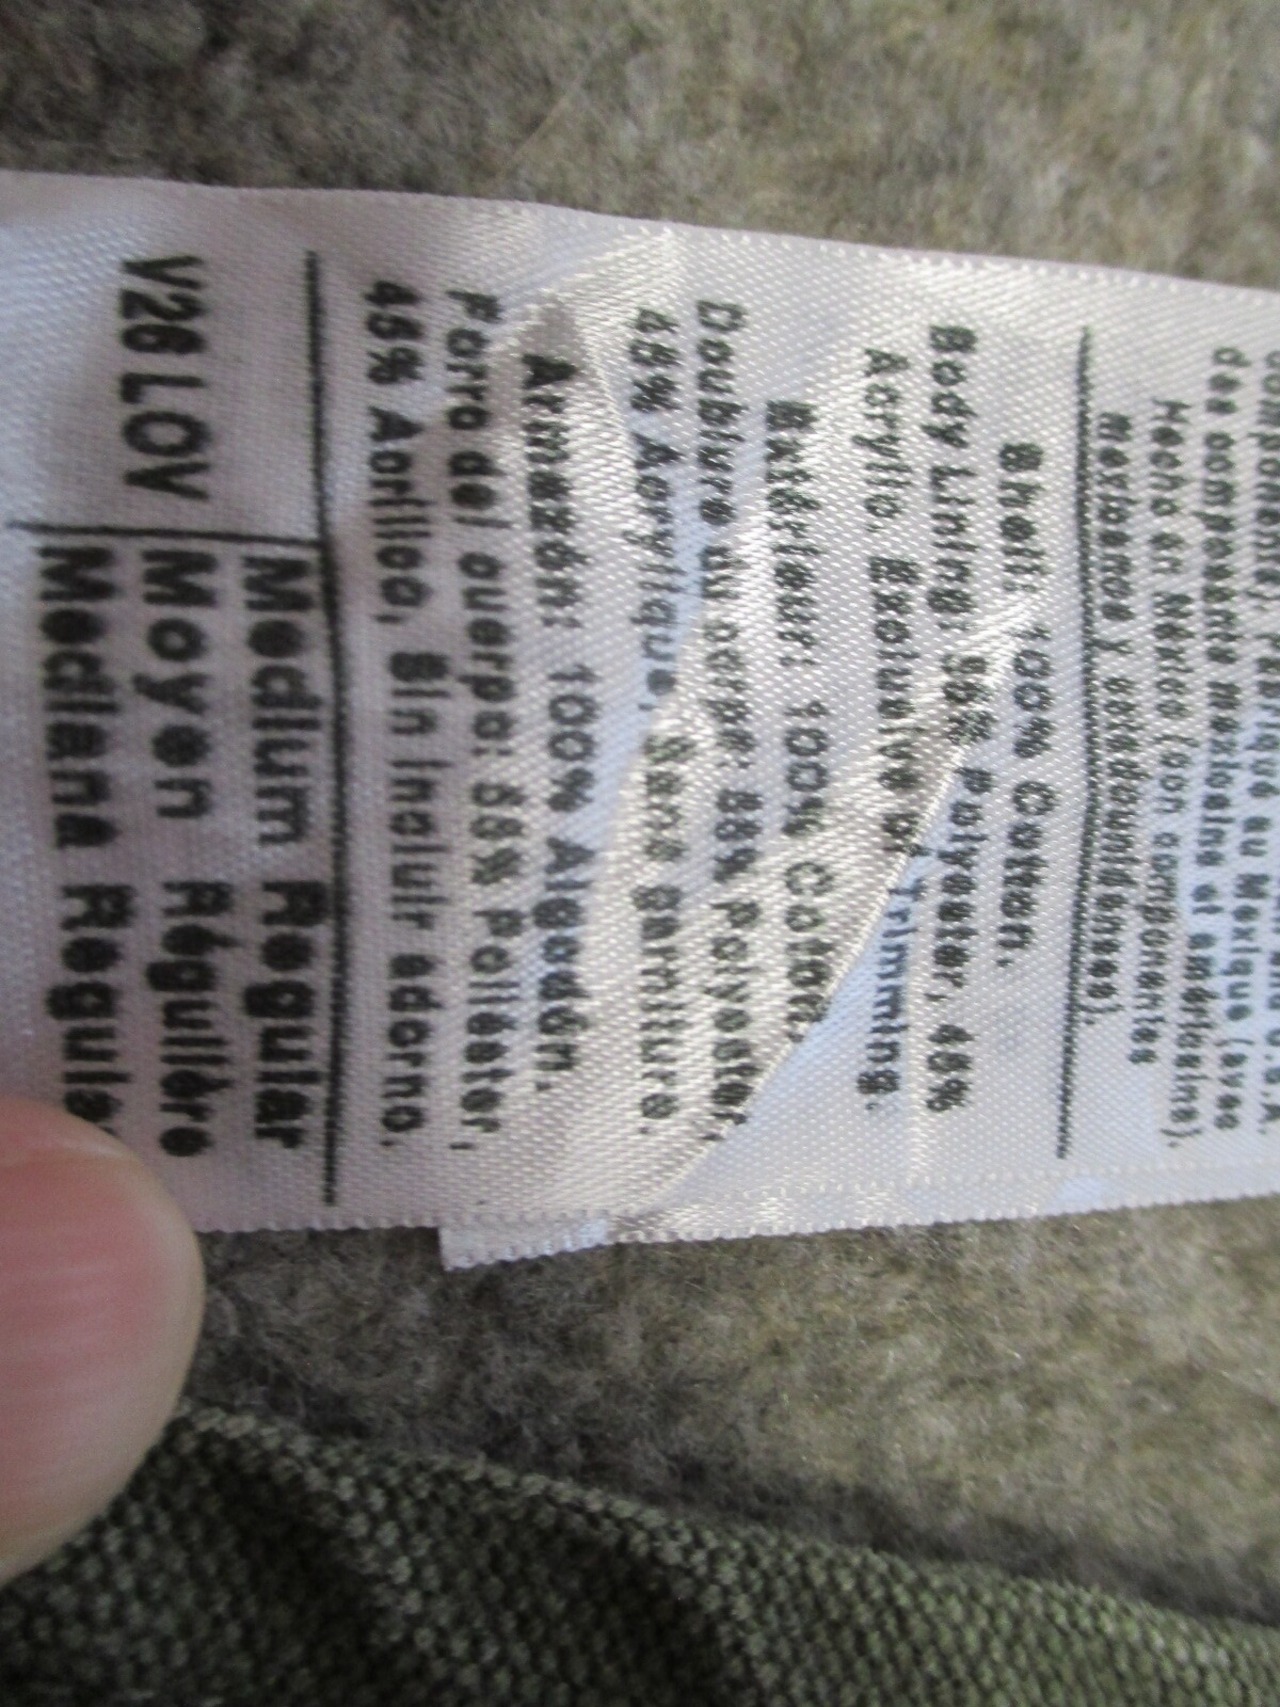 des composants Mexicains et américains).
Hecho en México (con componentes
mexicanos y estadounidenses).
Shell: 100% Cotton.
Body Lining: 55% Polyester, 45%
Acrylic. Exclusive of Trimming.
Extérieur: 100% Coton.
Doublure du corps: 55% Polyester,
45% Acrylique, Sans Garniture.
Armazón: 100% Algodón.
Forro del cuerpo: 55% Poliéster,
45% Acrílico, Sin incluir adorno.
V26 LOV
Medium Regular
Moyen Régulière
Mediana Regular